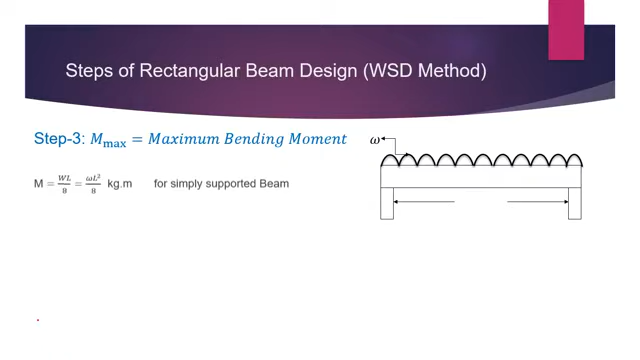 Steps of Rectangular Beam Design (WSD Method)
Step-3: M_max = Maximum Bending Moment
ω
M = WL/8 = ωL²/8 kg.m for simply supported Beam